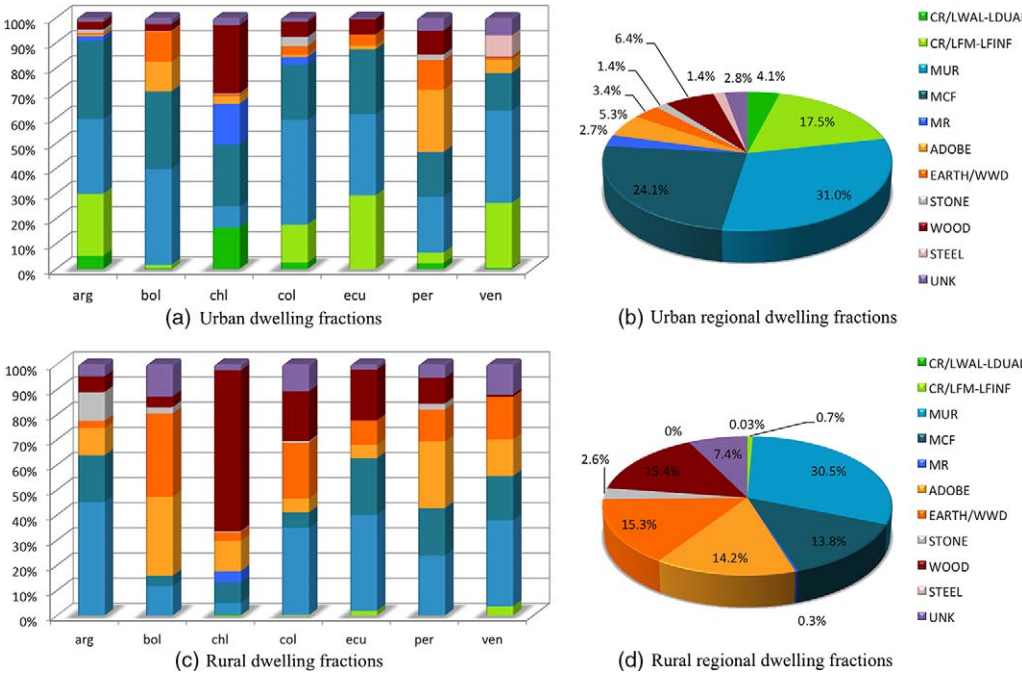 100%
90%
80%
70%
60%
50%
40%
30%
20%
10%
0%
arg bol chl col ecu per ven
(a) Urban dwelling fractions
6.4%
1.4%
1.4%
2.8%
4.1%
3.4%
5.3%
2.7%
17.5%
24.1%
31.0%
(b) Urban regional dwelling fractions
CR/LWAL-LDUAL
CR/LFM-LFINF
MUR
MCF
MR
ADOBE
EARTH/WWD
STONE
WOOD
STEEL
UNK
100%
90%
80%
70%
60%
50%
40%
30%
20%
10%
0%
arg bol chl col ecu per ven
(c) Rural dwelling fractions
0.03%
0.7%
0%
7.4%
2.6%
15.4%
30.5%
15.3%
14.2%
13.8%
0.3%
(d) Rural regional dwelling fractions
CR/LWAL-LDUAL
CR/LFM-LFINF
MUR
MCF
MR
ADOBE
EARTH/WWD
STONE
WOOD
STEEL
UNK